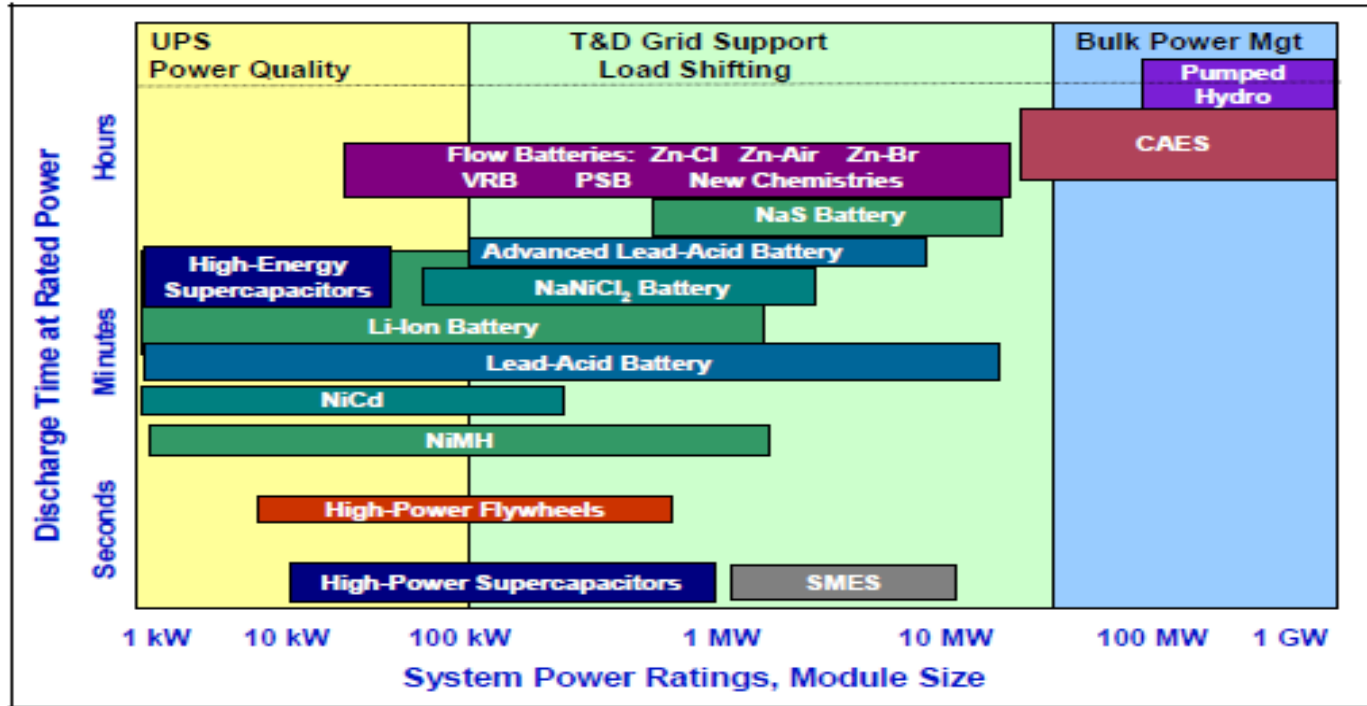 UPS
Power Quality
T&D Grid Support
Load Shifting
Bulk Power Mgt
Pumped
Hydro
CAES
Flow Batteries: Zn-Cl Zn-Air Zn-Br
VRB PSB New Chemistries
NaS Battery
Advanced Lead-Acid Battery
High-Energy
Supercapacitors
NaNiCl₂ Battery
Li-Ion Battery
Lead-Acid Battery
NiCd
NiMH
High-Power Flywheels
High-Power Supercapacitors
SMES
Discharge Time at Rated Power
Hours
Minutes
Seconds
1 kW 10 kW 100 kW 1 MW 10 MW 100 MW 1 GW
System Power Ratings, Module Size